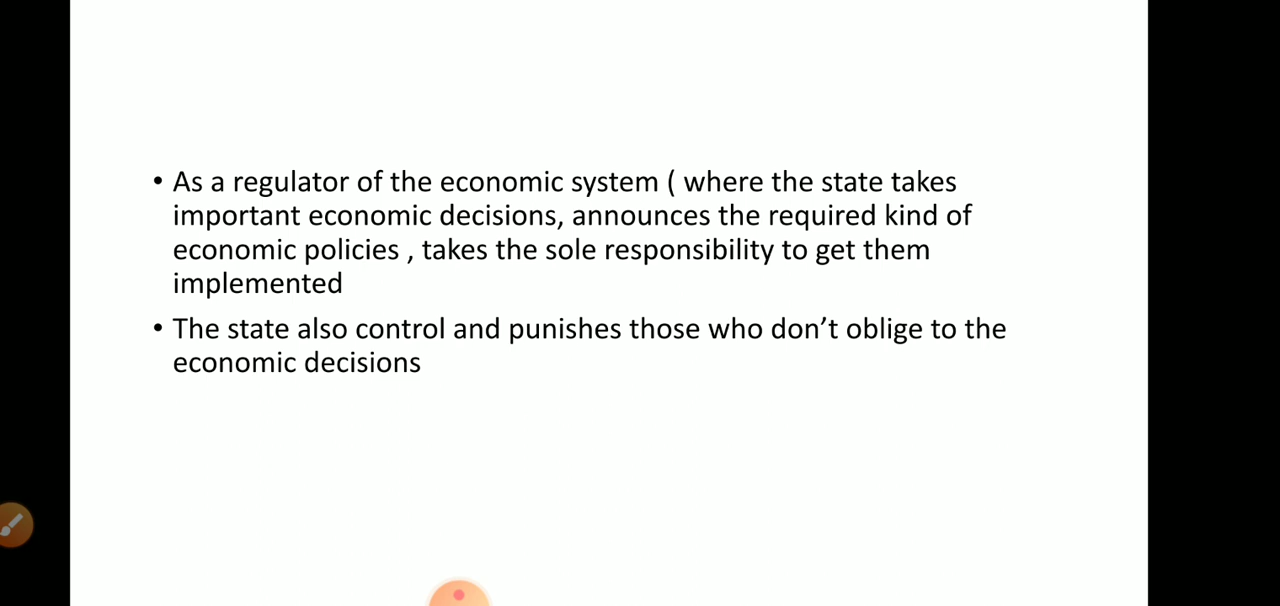 • As a regulator of the economic system ( where the state takes
important economic decisions, announces the required kind of
economic policies , takes the sole responsibility to get them
implemented
• The state also control and punishes those who don’t oblige to the
economic decisions